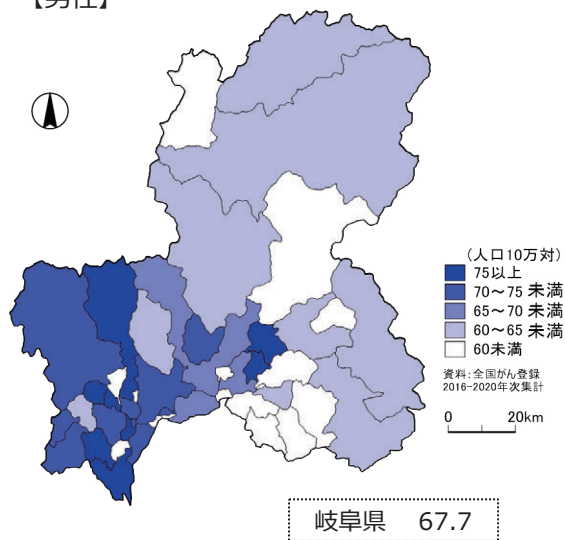 【男性】
(人口10万対)
75以上
70～75 未満
65～70 未満
60～65 未満
60未満
資料：全国がん登録
2016-2020年次集計
0 20km
岐阜県 67.7